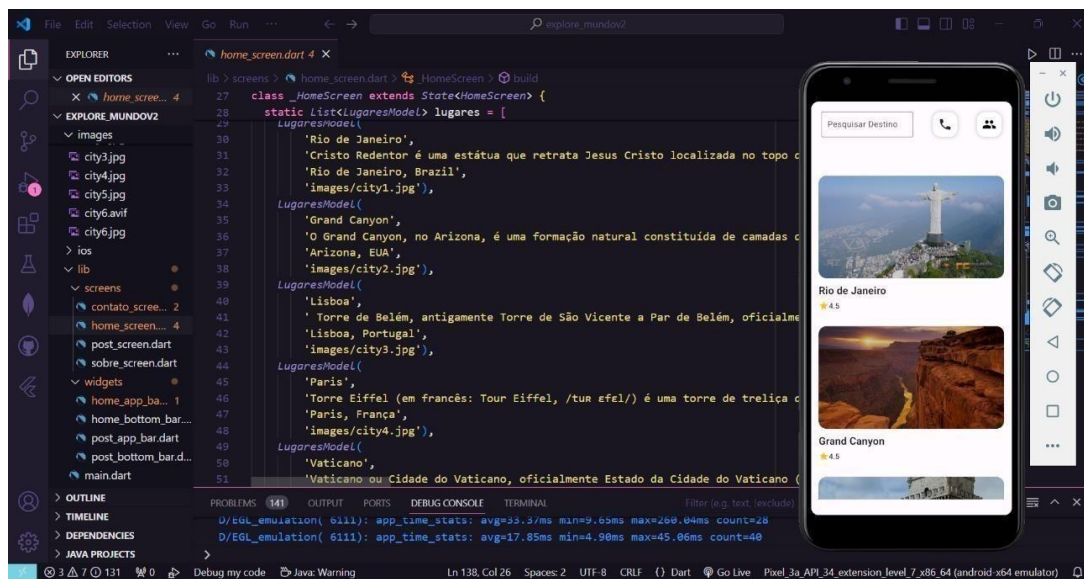 File Edit Selection View Go Run ...
explore_mundov2
EXPLORER
OPEN EDITORS
home_scree... 4
EXPLORE_MUNDOV2
images
city3.jpg
city4.jpg
city5.jpg
city6.avif
city6.jpg
ios
lib
screens
contato_scree... 2
home_screen.... 4
post_screen.dart
sobre_screen.dart
widgets
home_app_ba... 1
home_bottom_bar....
post_app_bar.dart
post_bottom_bar.d...
main.dart
OUTLINE
TIMELINE
DEPENDENCIES
JAVA PROJECTS
1
home_screen.dart 4
lib > screens > home_screen.dart > _HomeScreen > build
27 class _HomeScreen extends State<HomeScreen> {
28 static List<LugaresModel> lugares = [
29 LugaresModel(
30 'Rio de Janeiro',
31 'Cristo Redentor é uma estátua que retrata Jesus Cristo localizada no topo
32 'Rio de Janeiro, Brazil',
33 'images/city1.jpg'),
34 LugaresModel(
35 'Grand Canyon',
36 'O Grand Canyon, no Arizona, é uma formação natural constituída de camadas
37 'Arizona, EUA',
38 'images/city2.jpg'),
39 LugaresModel(
40 'Lisboa',
41 ' Torre de Belém, antigamente Torre de São Vicente a Par de Belém, oficialme
42 'Lisboa, Portugal',
43 'images/city3.jpg'),
44 LugaresModel(
45 'Paris',
46 'Torre Eiffel (em francês: Tour Eiffel, /tuʀ ɛfɛl/) é uma torre de treliça
47 'Paris, França',
48 'images/city4.jpg'),
49 LugaresModel(
50 'Vaticano',
51 'Vaticano ou Cidade do Vaticano, oficialmente Estado da Cidade do Vaticano (
PROBLEMS 141 OUTPUT PORTS DEBUG CONSOLE TERMINAL Filter (e.g. text, !exclude)
D/EGL_emulation( 6111): app_time_stats: avg=33.37ms min=9.65ms max=260.04ms count=28
D/EGL_emulation( 6111): app_time_stats: avg=17.85ms min=4.90ms max=45.06ms count=40
Pesquisar Destino
Rio de Janeiro
4.5
Grand Canyon
4.5
3 7 131 0 Debug my code Java: Warning Ln 138, Col 26 Spaces: 2 UTF-8 CRLF {} Dart Go Live Pixel_3a_API_34_extension_level_7_x86_64 (android-x64 emulator)